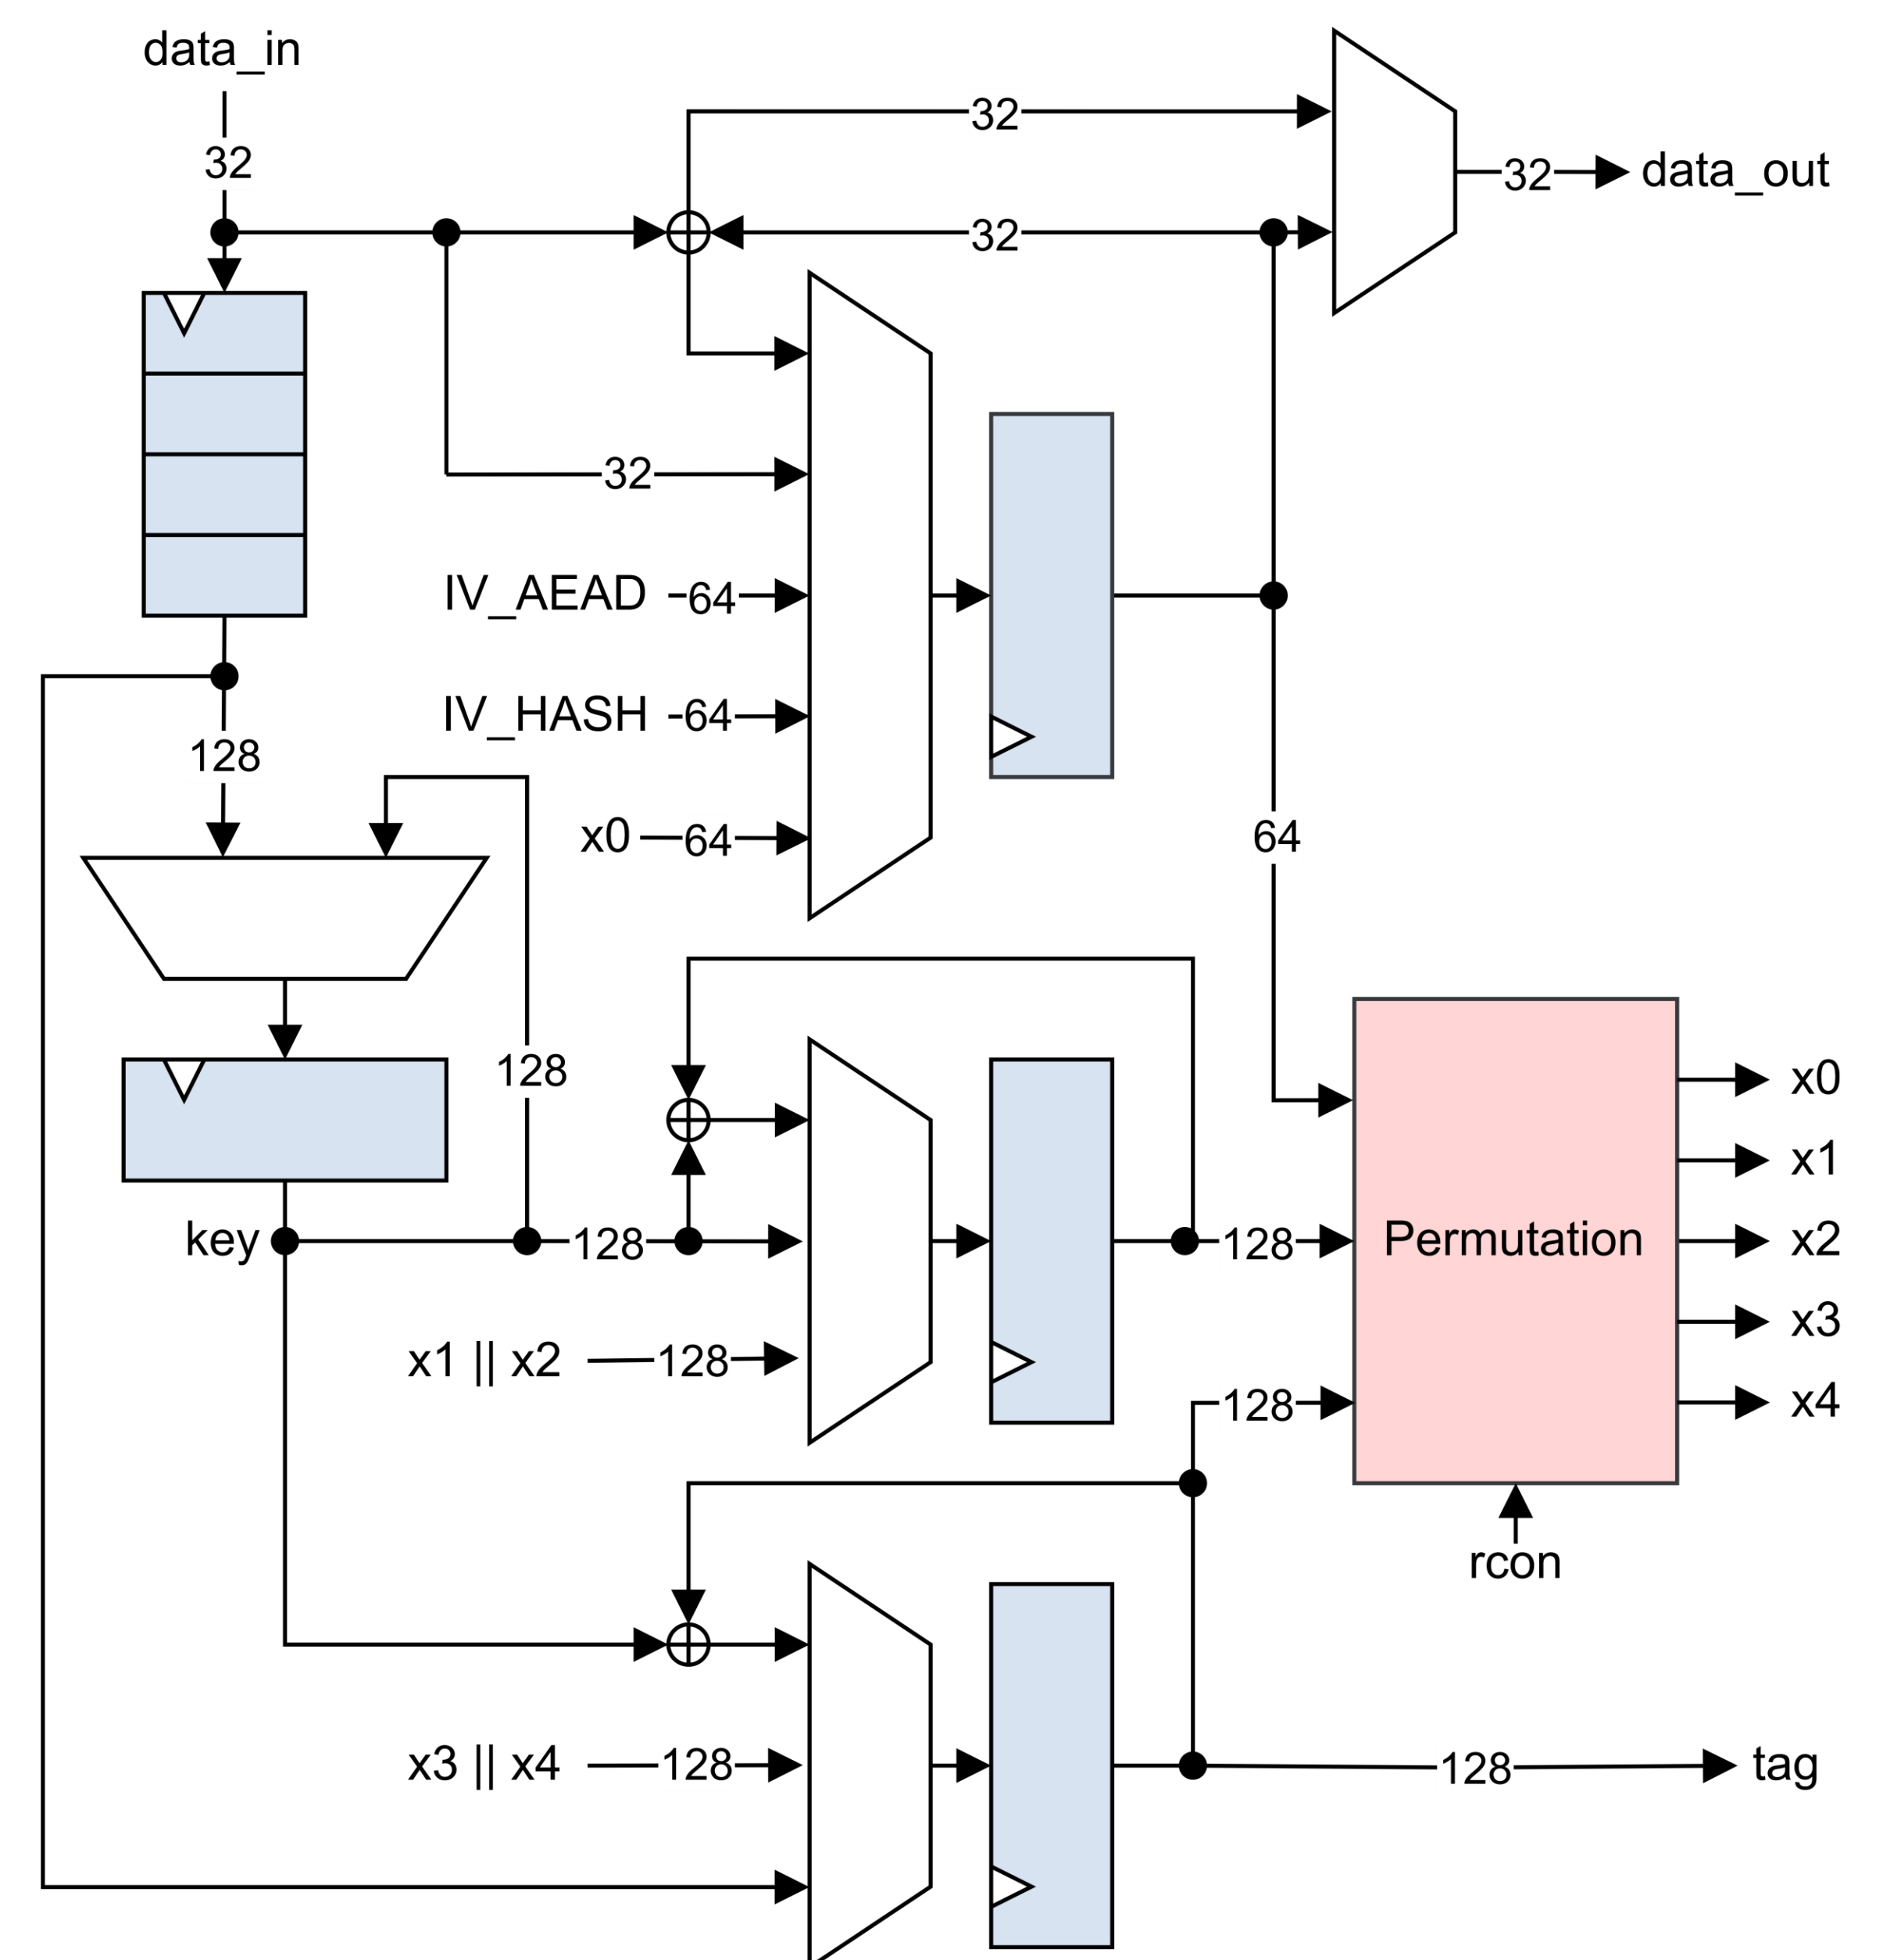 data_in
32
32
32
data_out
32
32
IV_AEAD
64
IV_HASH
64
128
x0
64
64
128
x0
x1
key
128
128
Permutation
x2
x3
x1 || x2
128
128
x4
rcon
x3 || x4
128
128
tag